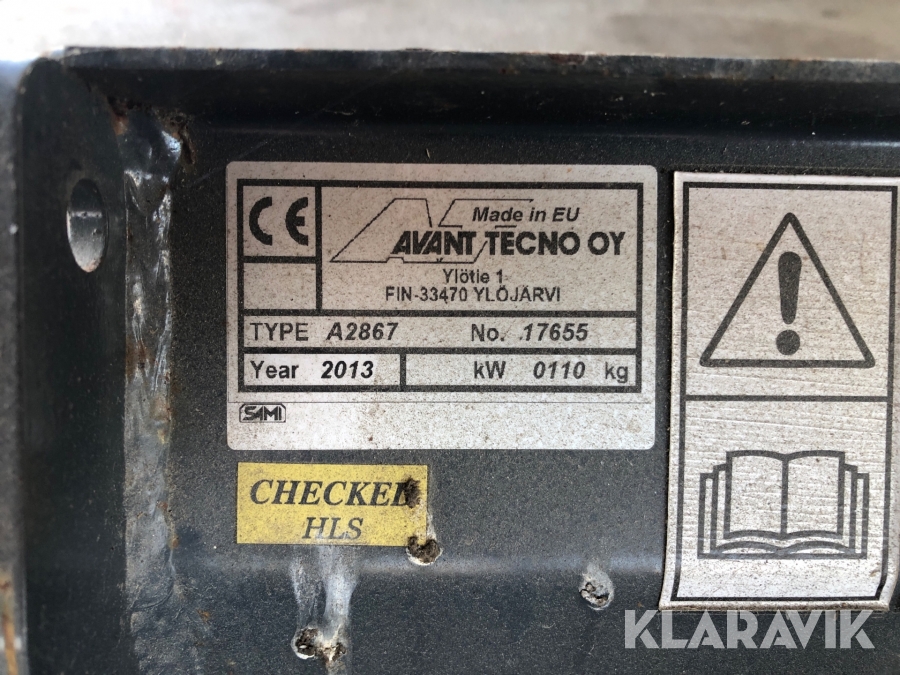 CE
Made in EU
AVANT TECNO OY
Ylötie 1
FIN-33470 YLÖJÄRVI
TYPE A2867 No. 17655
Year 2013 kW 0110 kg
SAMI
CHECKED
HLS
KLARAVIK